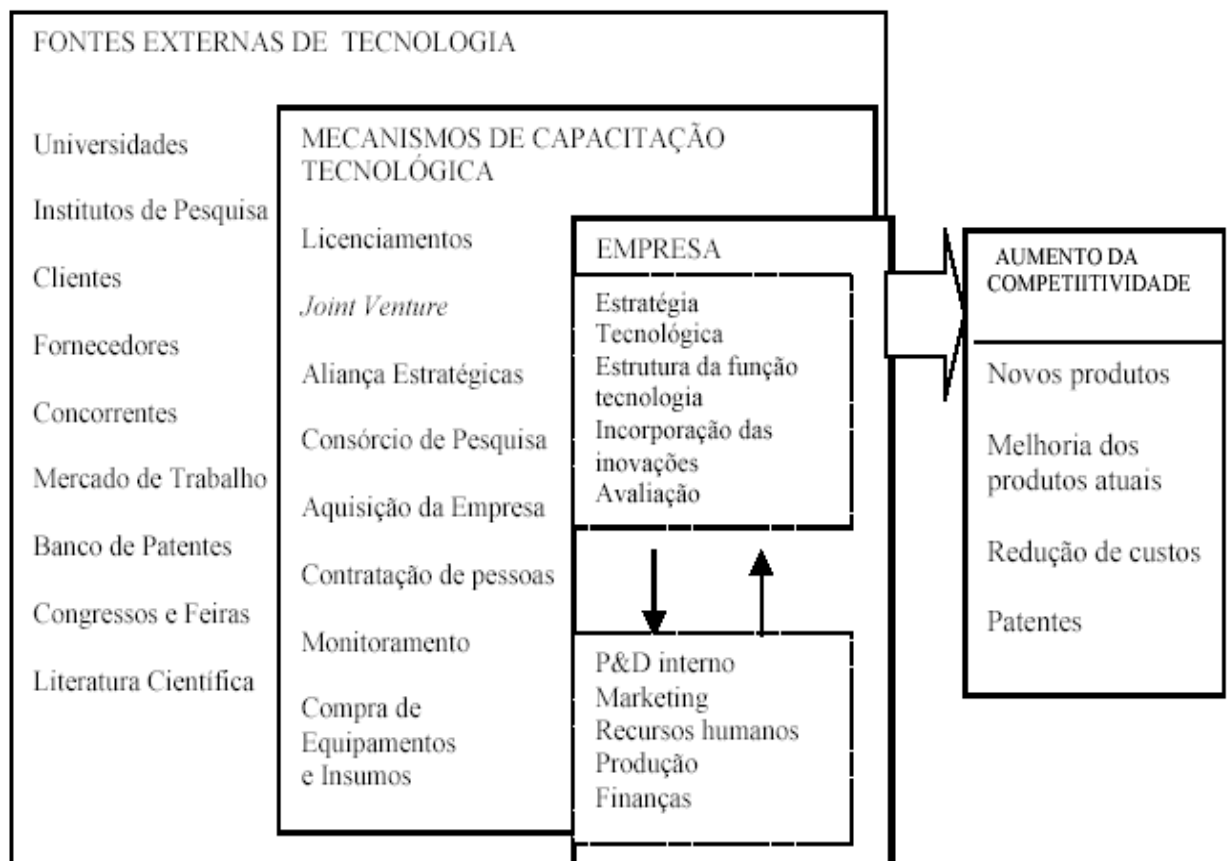 FONTES EXTERNAS DE TECNOLOGIA
Universidades
Institutos de Pesquisa
Clientes
Fornecedores
Concorrentes
Mercado de Trabalho
Banco de Patentes
Congressos e Feiras
Literatura Científica
MECANISMOS DE CAPACITAÇÃO
TECNOLÓGICA
Licenciamentos
Joint Venture
Aliança Estratégicas
Consórcio de Pesquisa
Aquisição da Empresa
Contratação de pessoas
Monitoramento
Compra de
Equipamentos
e Insumos
EMPRESA
Estratégia
Tecnológica
Estrutura da função
tecnologia
Incorporação das
inovações
Avaliação
P&D interno
Marketing
Recursos humanos
Produção
Finanças
AUMENTO DA
COMPETIITIVIDADE
Novos produtos
Melhoria dos
produtos atuais
Redução de custos
Patentes